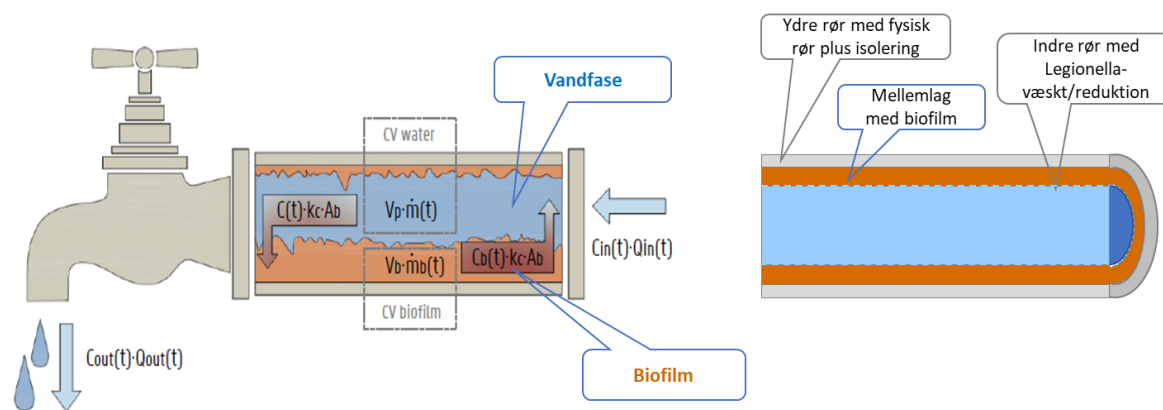 Vandfase
CV water
C(t)·kc·Ab
Vp·ṁ(t)
Cin(t)·Qin(t)
Vb·ṁb(t)
Cb(t)·kc·Ab
CV biofilm
Cout(t)·Qout(t)
Biofilm
Ydre rør med fysisk
rør plus isolering
Mellemlag
med biofilm
Indre rør med
Legionella-
væskt/reduktion